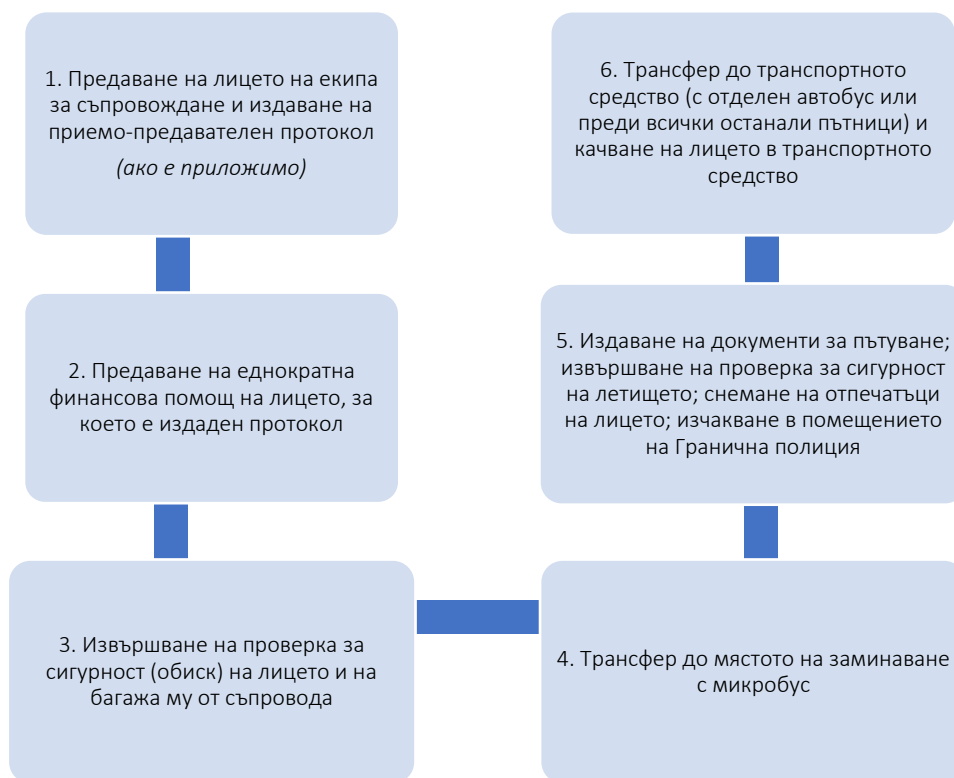 1. Предаване на лицето на екипа
за съпровождане и издаване на
приемо-предавателен протокол
(ако е приложимо)
2. Предаване на еднократна
финансова помощ на лицето, за
което е издаден протокол
3. Извършване на проверка за
сигурност (обиск) на лицето и на
багажа му от съпровода
4. Трансфер до мястото на заминаване
с микробус
5. Издаване на документи за пътуване;
извършване на проверка за сигурност
на летището; снемане на отпечатъци
на лицето; изчакване в помещението
на Гранична полиция
6. Трансфер до транспортното
средство (с отделен автобус или
преди всички останали пътници) и
качване на лицето в транспортното
средство